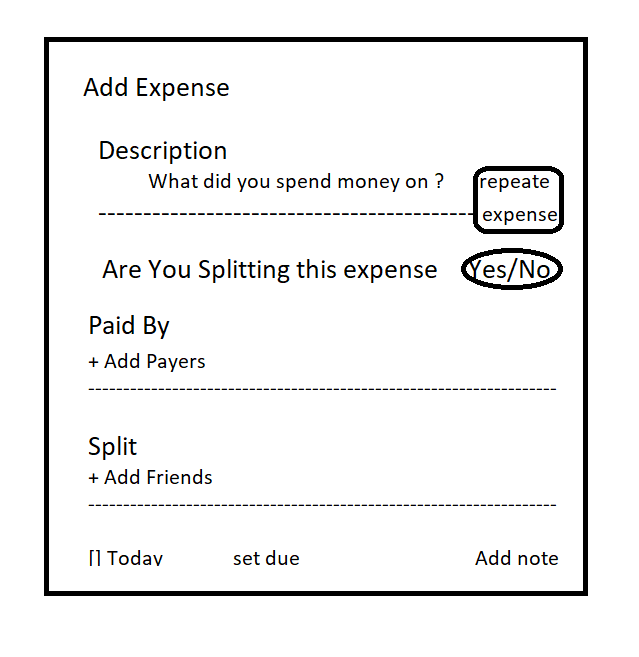 Add Expense
Description
What did you spend money on ? repeate
expense
Are You Splitting this expense Yes/No
Paid By
+ Add Payers
Split
+ Add Friends
[] Today set due Add note